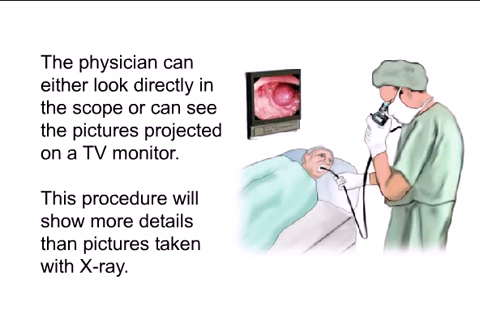 The physician can
either look directly in
the scope or can see
the pictures projected
on a TV monitor.
This procedure will
show more details
than pictures taken
with X-ray.